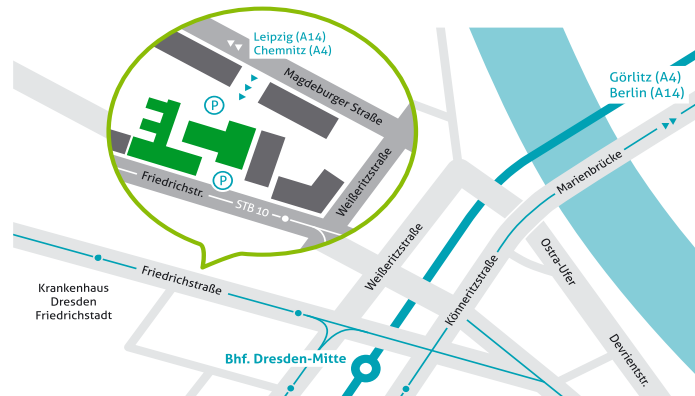 Leipzig (A14)
Chemnitz (A4)
Magdeburger Straße
P
P
Friedrichstr.
STB 10
Weißeritzstraße
Görlitz (A4)
Berlin (A14)
Marienbrücke
Weißeritzstraße
Könneritzstraße
Ostra-Ufer
Devrientstr.
Friedrichstraße
Krankenhaus
Dresden
Friedrichstadt
Bhf. Dresden-Mitte